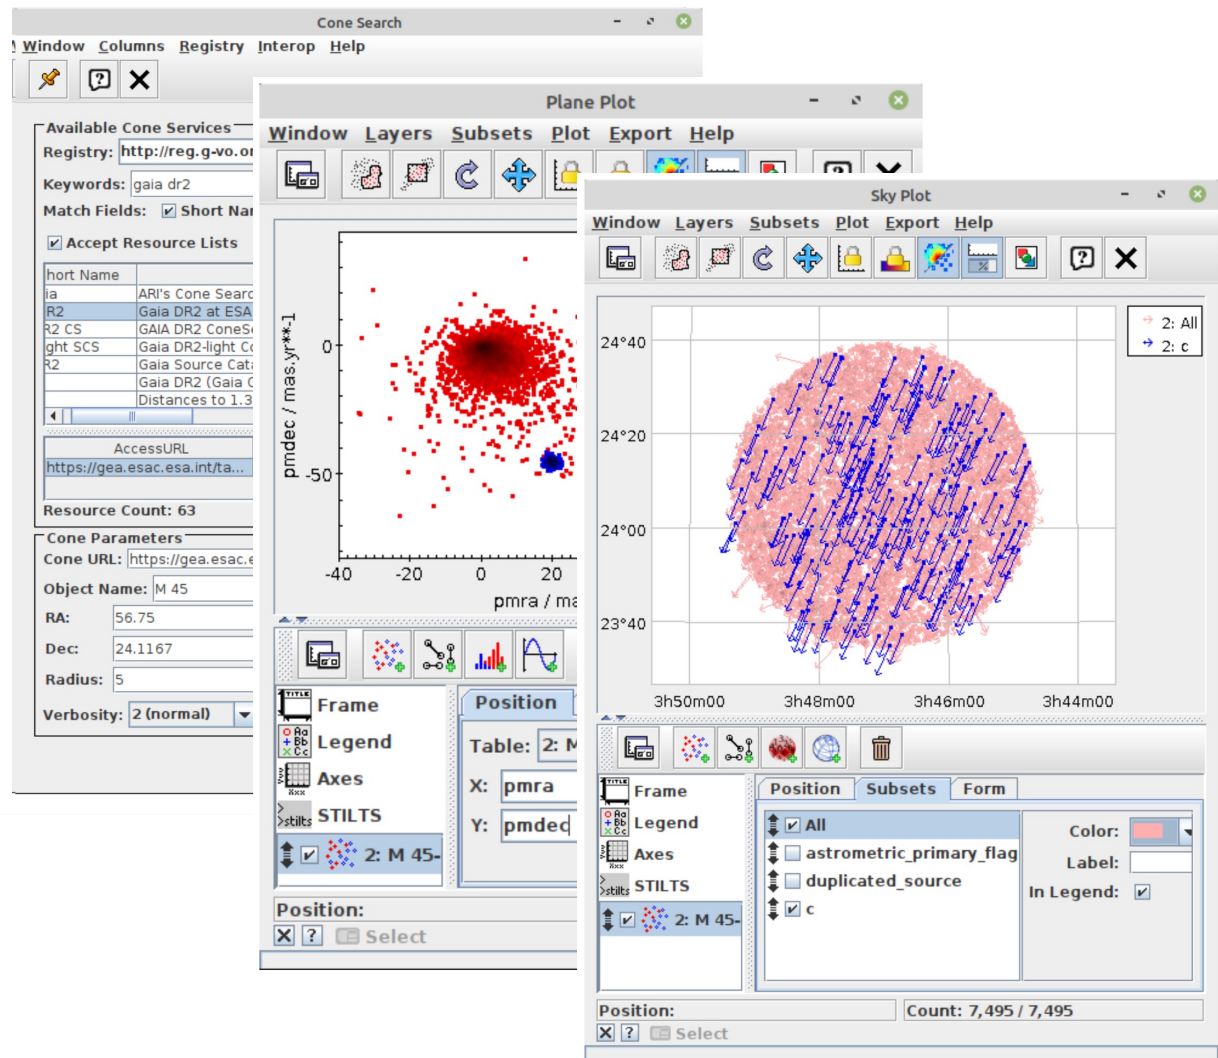 Cone Search
Window Columns Registry Interop Help
Available Cone Services
Registry: http://reg.g-vo.or
Keywords: gaia dr2
Match Fields: Short Nar
Accept Resource Lists
hort Name
ia ARI's Cone Searc
R2 Gaia DR2 at ESA
R2 CS GAIA DR2 ConeS
ght SCS Gaia DR2-light Co
R2 Gaia Source Cata
Gaia DR2 (Gaia C
Distances to 1.3
AccessURL
https://gea.esac.esa.int/ta...
Resource Count: 63
Cone Parameters
Cone URL: https://gea.esac.e
Object Name: M 45
RA: 56.75
Dec: 24.1167
Radius: 5
Verbosity: 2 (normal)
Plane Plot
Window Layers Subsets Plot Export Help
pmdec / mas.yr**-1
0
-50
-40 -20 0 20
pmra / ma
Frame
Legend
Axes
STILTS
2: M 45-
Position
Table: 2: M
X: pmra
Y: pmdec
Position:
Select
Sky Plot
Window Layers Subsets Plot Export Help
24°40
24°20
24°00
23°40
3h50m00 3h48m00 3h46m00 3h44m00
2: All
2: c
Frame
Legend
Axes
STILTS
2: M 45-
Position Subsets Form
All
astrometric_primary_flag
duplicated_source
c
Color:
Label:
In Legend:
Position: Count: 7,495 / 7,495
Select